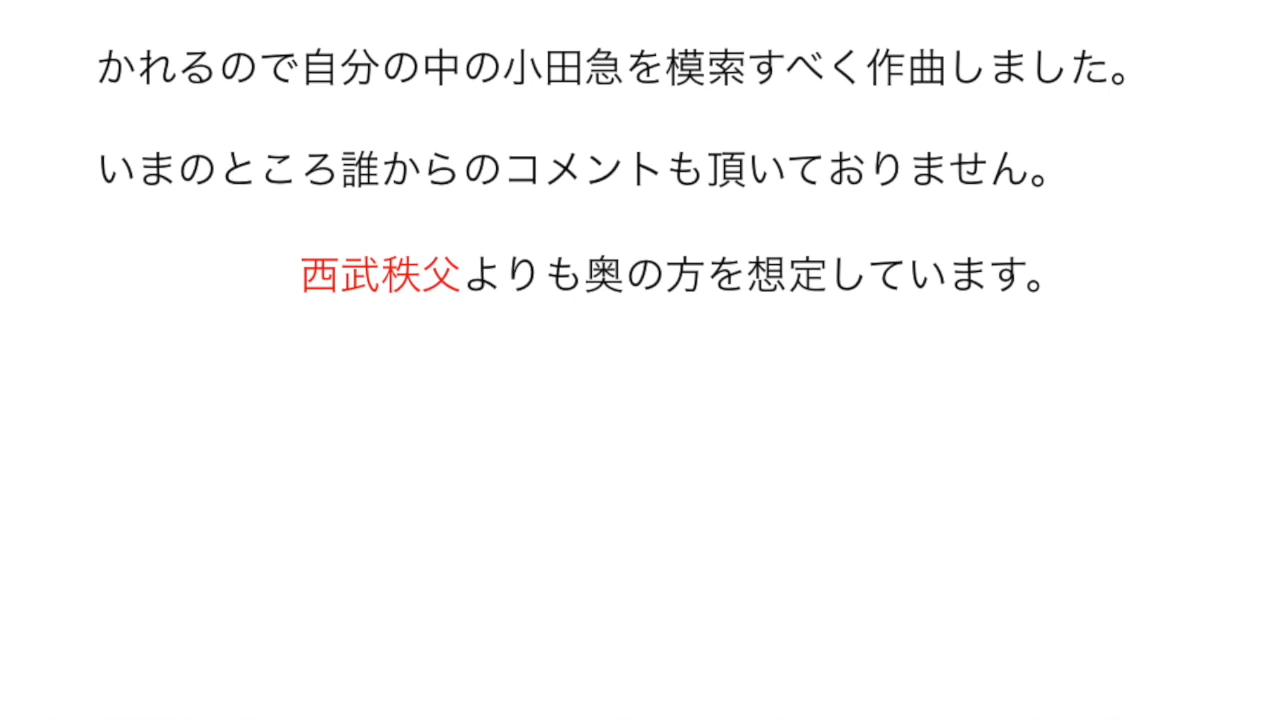 かれるので自分の中の小田急を模索すべく作曲しました。
いまのところ誰からのコメントも頂いておりません。
西武秩父よりも奥の方を想定しています。